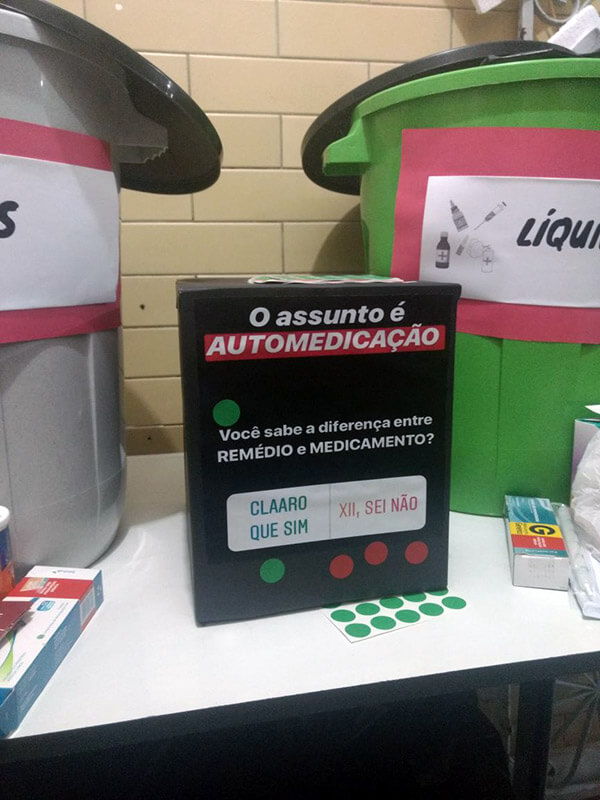 S
LÍQUI
O assunto é
AUTOMEDICAÇÃO
Você sabe a diferença entre
REMÉDIO e MEDICAMENTO?
CLAARO
QUE SIM
XII, SEI NÃO
G